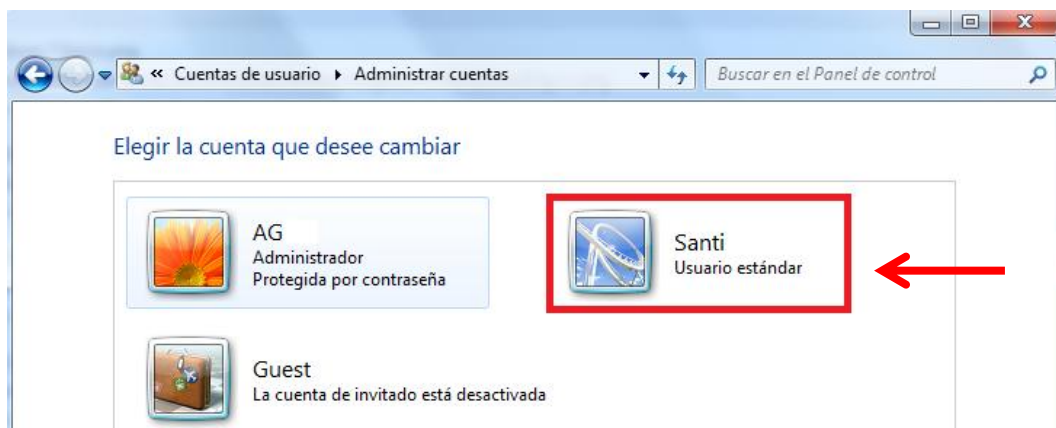 « Cuentas de usuario ▸ Administrar cuentas
Buscar en el Panel de control
Elegir la cuenta que desee cambiar
AG
Administrador
Protegida por contraseña
Santi
Usuario estándar
Guest
La cuenta de invitado está desactivada